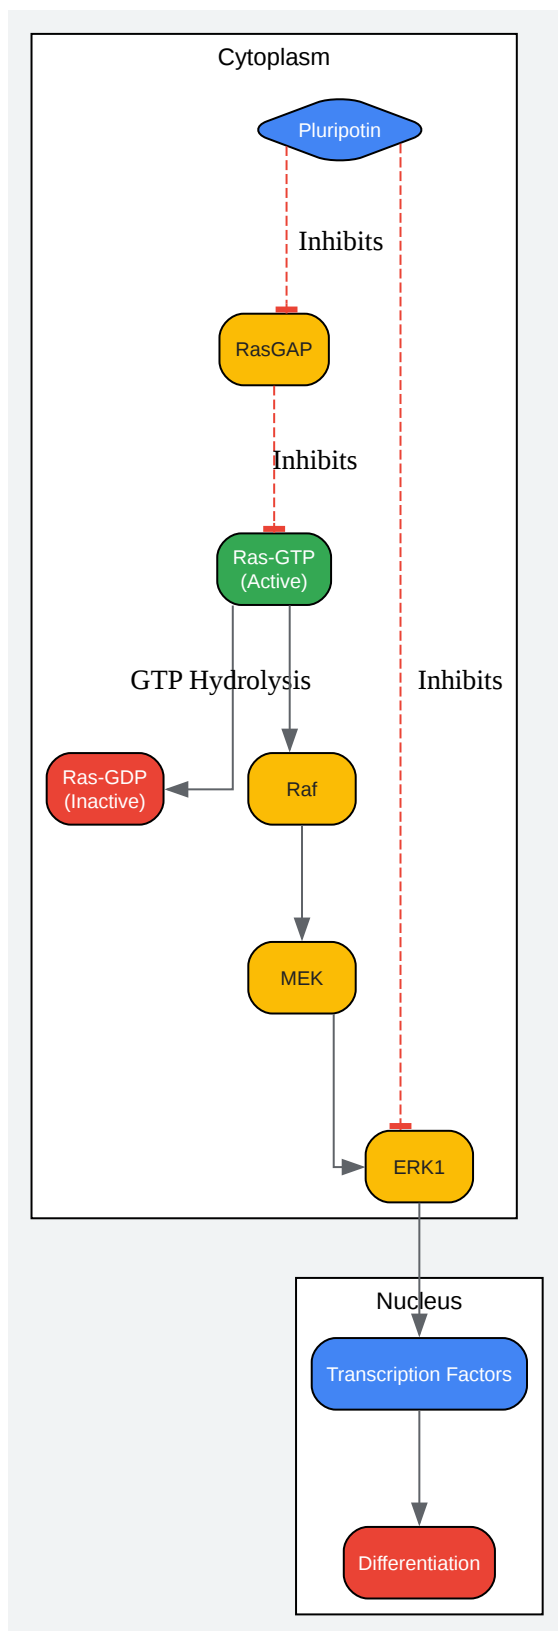 Cytoplasm
Pluripotin
Inhibits
RasGAP
Inhibits
Ras-GTP
(Active)
GTP Hydrolysis
Inhibits
Ras-GDP
(Inactive)
Raf
MEK
ERK1
Nucleus
Transcription Factors
Differentiation